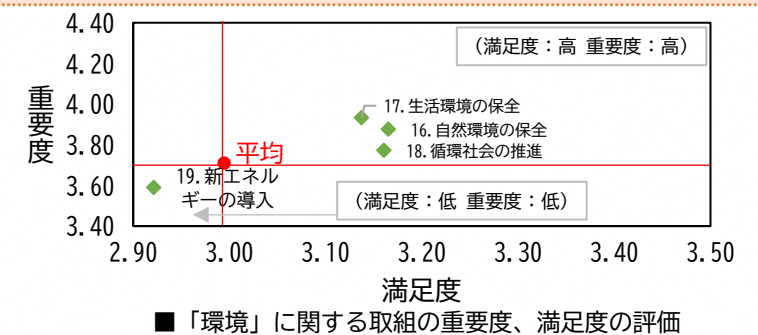 4.40
4.20
4.00
3.80
3.60
3.40
重要度
(満足度：高 重要度：高)
17.生活環境の保全
16.自然環境の保全
18.循環社会の推進
平均
19.新エネル
ギーの導入
(満足度：低 重要度：低)
2.90 3.00 3.10 3.20 3.30 3.40 3.50
満足度
■「環境」に関する取組の重要度、満足度の評価